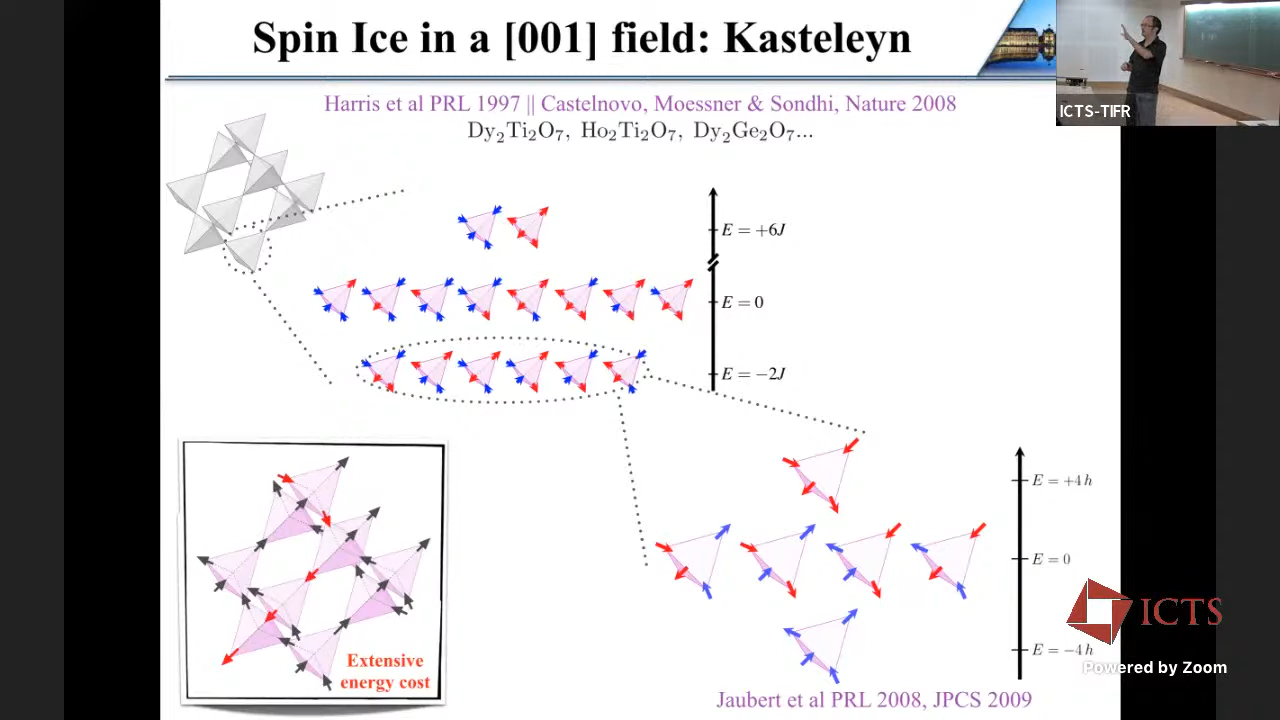 Spin Ice in a [001] field: Kasteleyn
ICTS-TIFR
Harris et al PRL 1997 || Castelnovo, Moessner & Sondhi, Nature 2008
Dy₂Ti₂O₇, Ho₂Ti₂O₇, Dy₂Ge₂O₇...
E = +6J
E = 0
E = −2J
E = +4h
E = 0
E = −4h
Extensive
energy cost
ICTS
Powered by Zoom
Jaubert et al PRL 2008, JPCS 2009